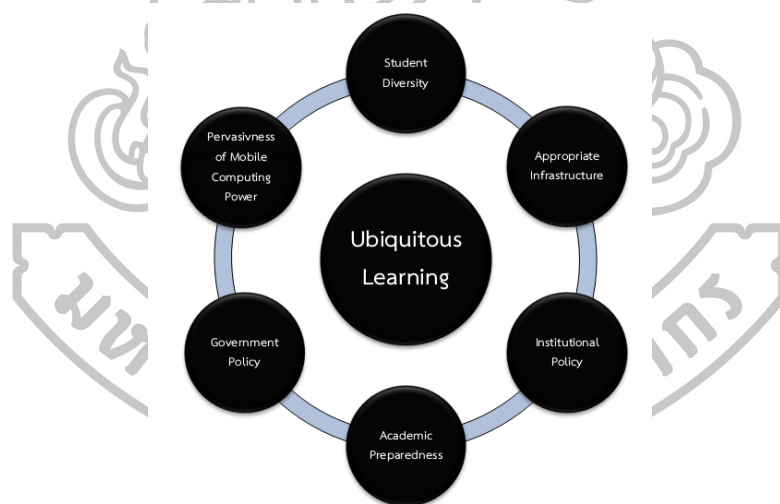 Student
Diversity
Appropriate
Infrastructure
Institutional
Policy
Academic
Preparedness
Government
Policy
Pervasivness
of Mobile
Computing
Power
Ubiquitous
Learning